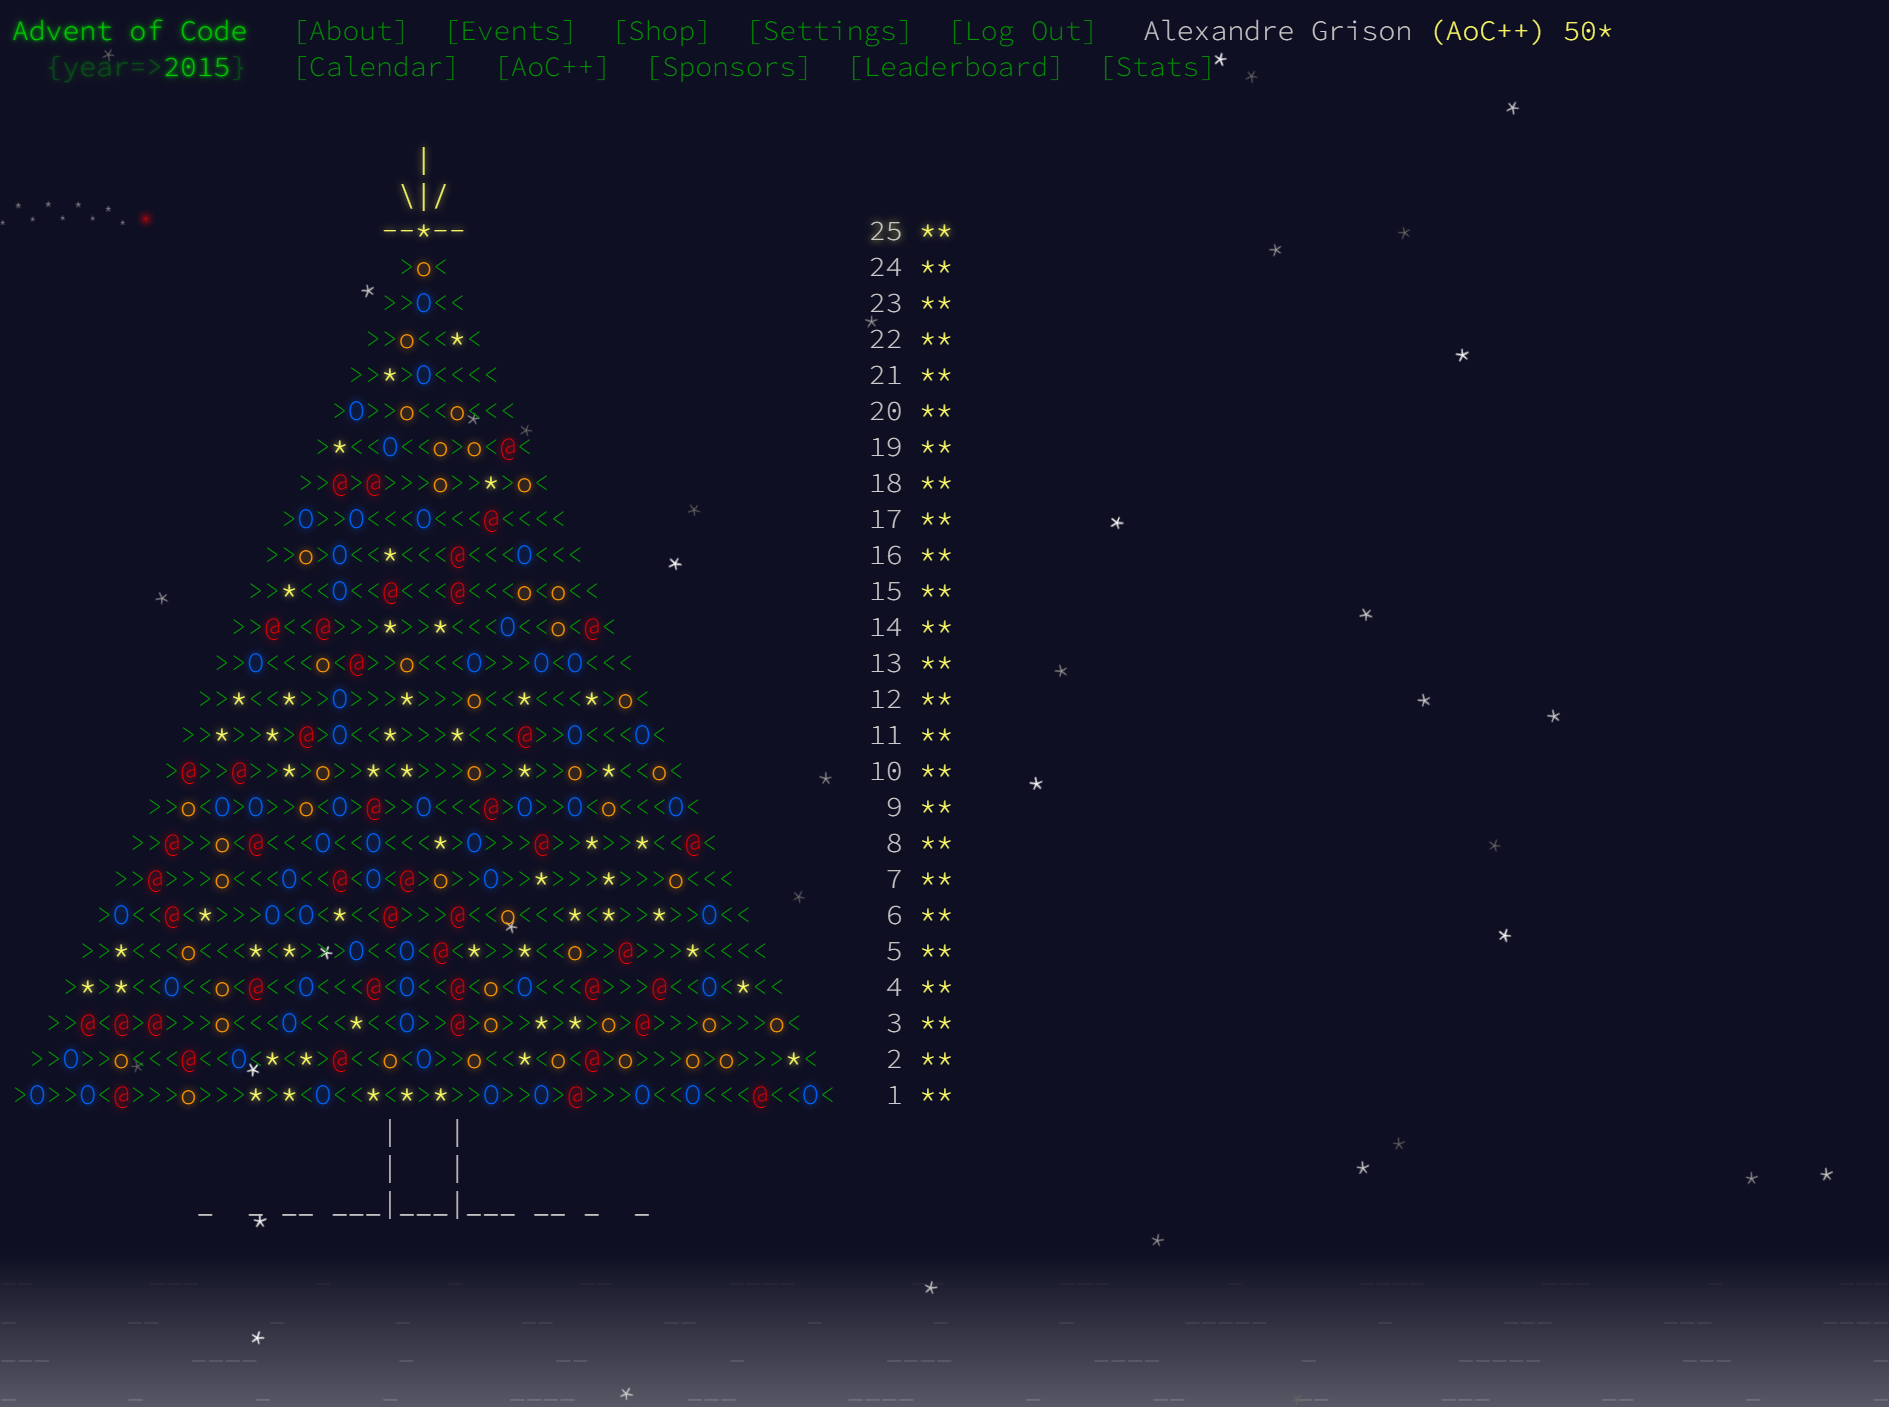 Advent of Code [About] [Events] [Shop] [Settings] [Log Out] Alexandre Grison (AoC++) 50*
{year=>2015} [Calendar] [AoC++] [Sponsors] [Leaderboard] [Stats]
|
\|/
--*-- 25 **
>o< 24 **
>>O<< 23 **
>>o<<*< 22 **
>>*>O<<<< 21 **
>O>>o<<o<<< 20 **
>*<<O<<o>o<@< 19 **
>>@>@>>>o>>*>o< 18 **
>O>>O<<<O<<<@<<<< 17 **
>>o>O<<*<<<@<<<O<<< 16 **
>>*<<O<<@<<<@<<<o<o<< 15 **
>>@<<@>>>*>>*<<<O<<o<@< 14 **
>>O<<<o<@>>o<<<O>>>O<O<<< 13 **
>>*<<*>>O>>>*>>>o<<*<<<*>o< 12 **
>>*>>*>@>O<<*>>>*<<<@>>O<<<O< 11 **
>@>>@>>*>o>>*<*>>>o>>*>>o>*<<o< 10 **
>>o<O>O>>o<O>@>>O<<<@>O>>O<o<<<O< 9 **
>>@>>o<@<<<O<<O<<<*>O>>>@>>*>>*<<@< 8 **
>>@>>>o<<<O<<@<O<@>o>>O>>*>>>*>>>o<<< 7 **
>O<<@<*>>>O<O<*<<@>>>@<<o<<<*<*>>*>>O<< 6 **
>>*<<<o<<<*<*>>>O<<O<@<*>>*<<o>>@>>>*<<<< 5 **
>*>*<<O<<o<@<<O<<<@<O<<@<o<O<<<@>>>@<<O<*<< 4 **
>>@<@>@>>>o<<<O<<<*<<O>>@>o>>*>*>o>@>>>o>>>o< 3 **
>>O>>o<<<@<<O<*<*>@<<o<O>>o<<*<o<@>o>>>o>o>>>*< 2 **
>O>>O<@>>>o>>>*>*<O<<*<*>*>>O>>O>@>>>O<<O<<<@<<O< 1 **
| |
| |
_ _ __ ___|___|___ __ _ _